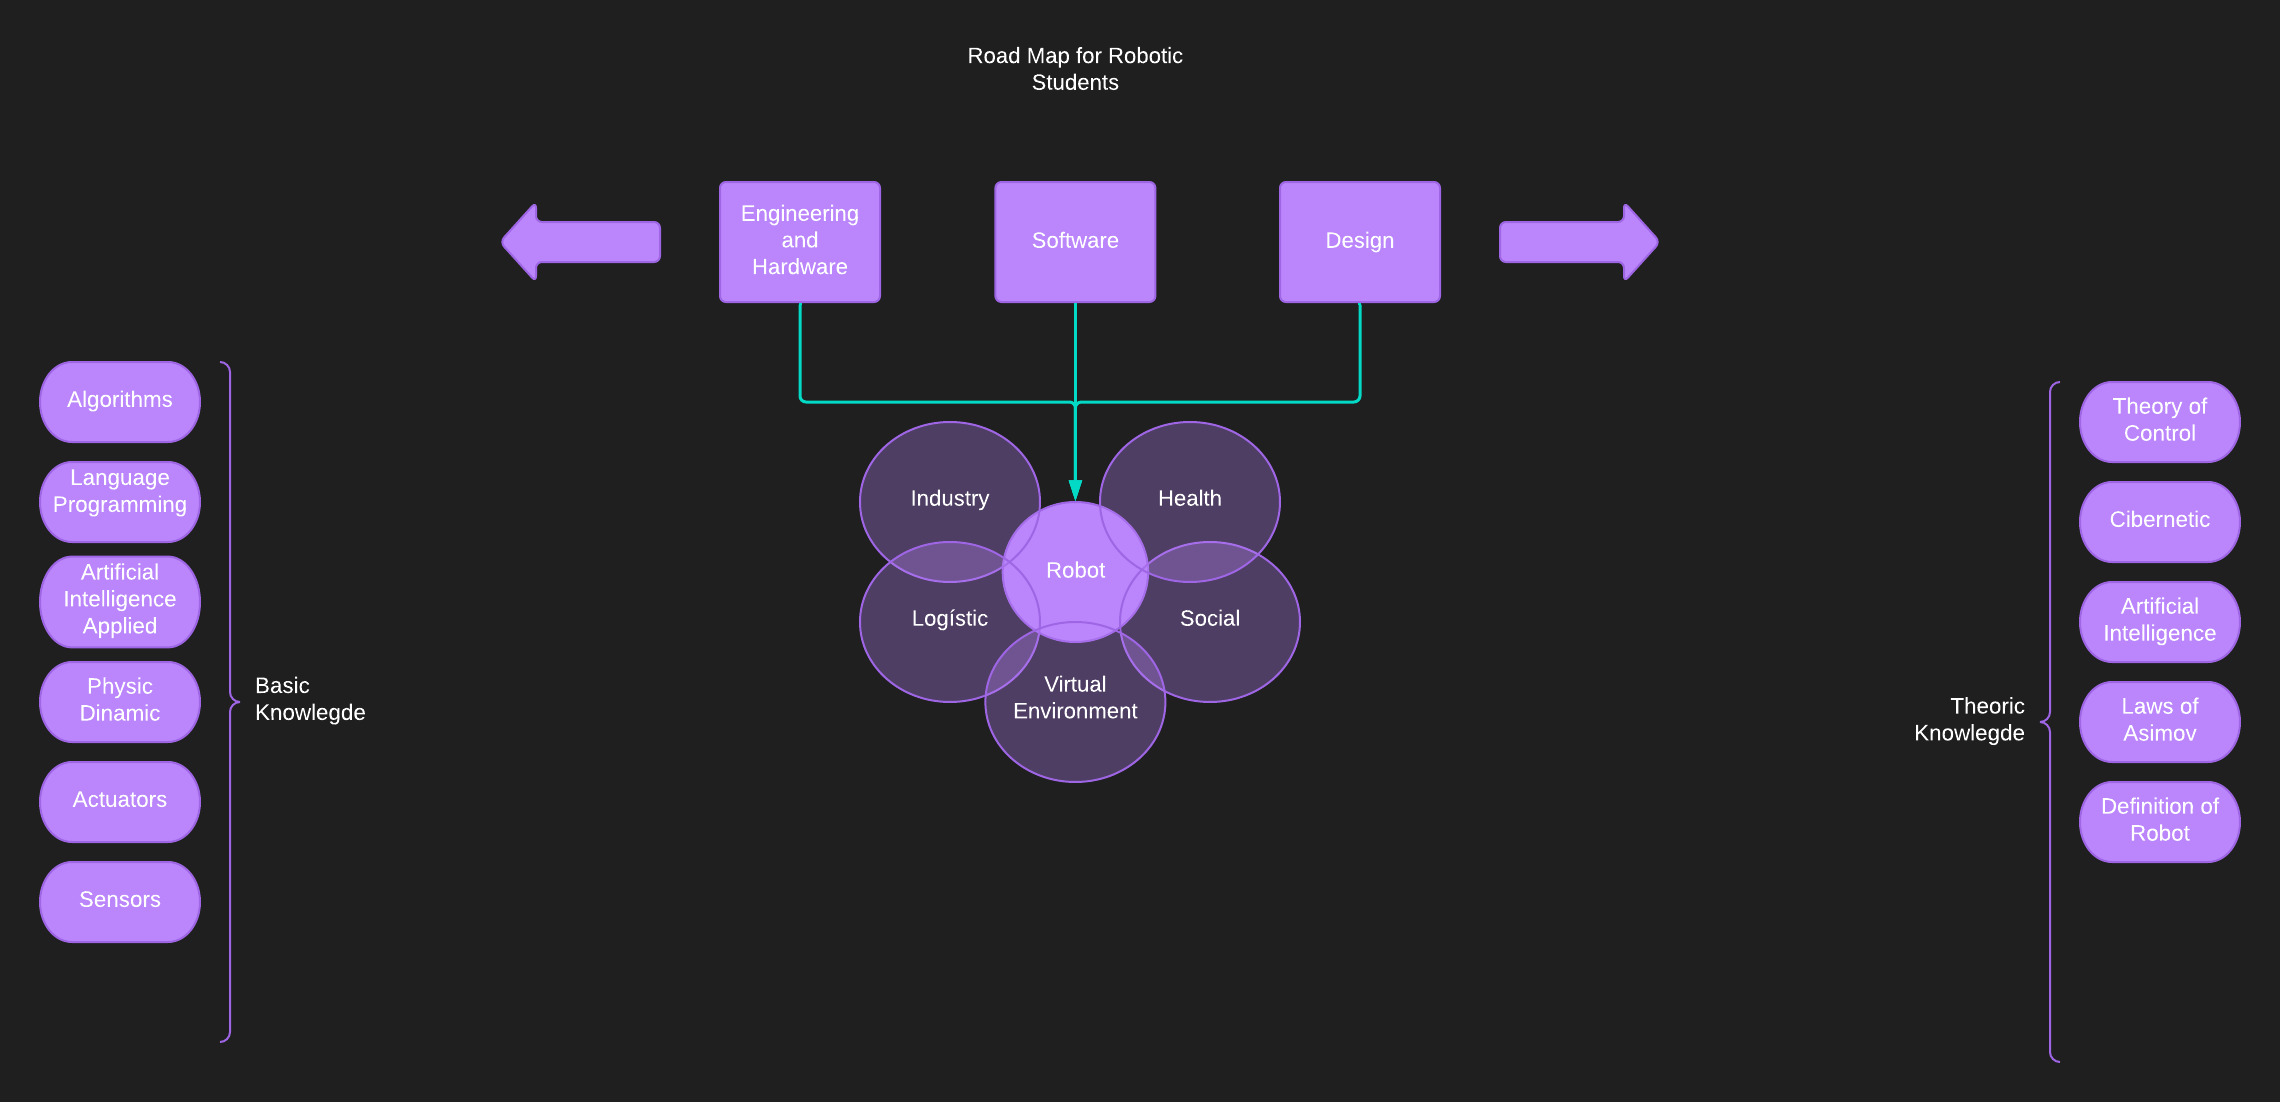 Road Map for Robotic
Students
Engineering
and
Hardware
Software
Design
Algorithms
Language
Programming
Artificial
Intelligence
Applied
Physic
Dinamic
Actuators
Sensors
Basic
Knowlegde
Industry
Health
Robot
Logístic
Social
Virtual
Environment
Theoric
Knowlegde
Theory of
Control
Cibernetic
Artificial
Intelligence
Laws of
Asimov
Definition of
Robot